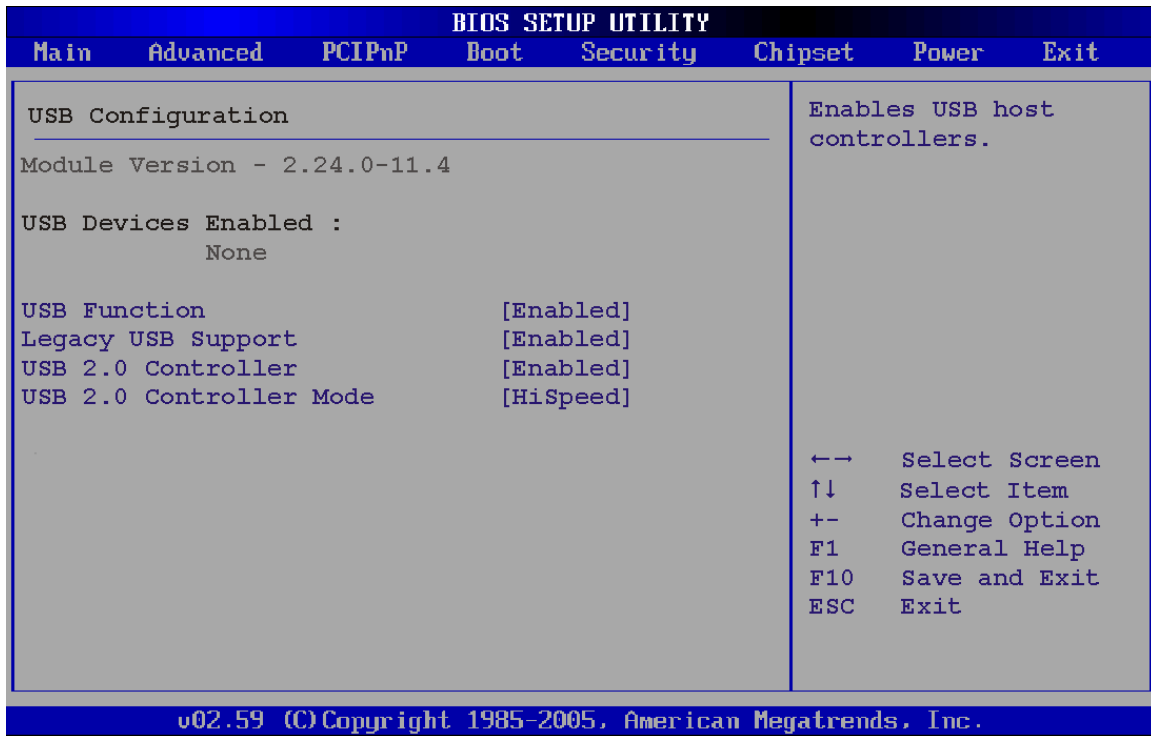 BIOS SETUP UTILITY
Main Advanced PCIPnP Boot Security Chipset Power Exit
USB Configuration
Module Version - 2.24.0-11.4
USB Devices Enabled :
None
USB Function [Enabled]
Legacy USB Support [Enabled]
USB 2.0 Controller [Enabled]
USB 2.0 Controller Mode [HiSpeed]
Enables USB host
controllers.
←→ Select Screen
↑↓ Select Item
+- Change Option
F1 General Help
F10 Save and Exit
ESC Exit
v02.59 (C)Copyright 1985-2005, American Megatrends, Inc.